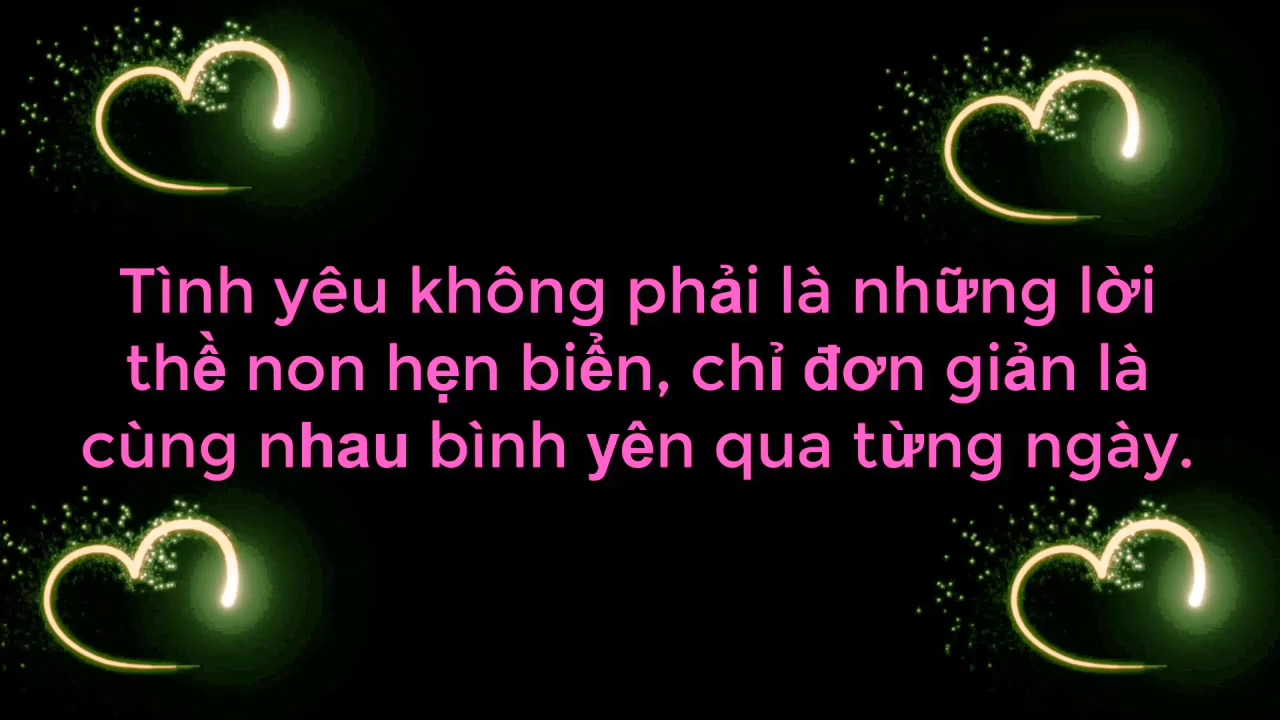 Tình yêu không phải là những lời
thề non hẹn biển, chỉ đơn giản là
cùng nhau bình yên qua từng ngày.